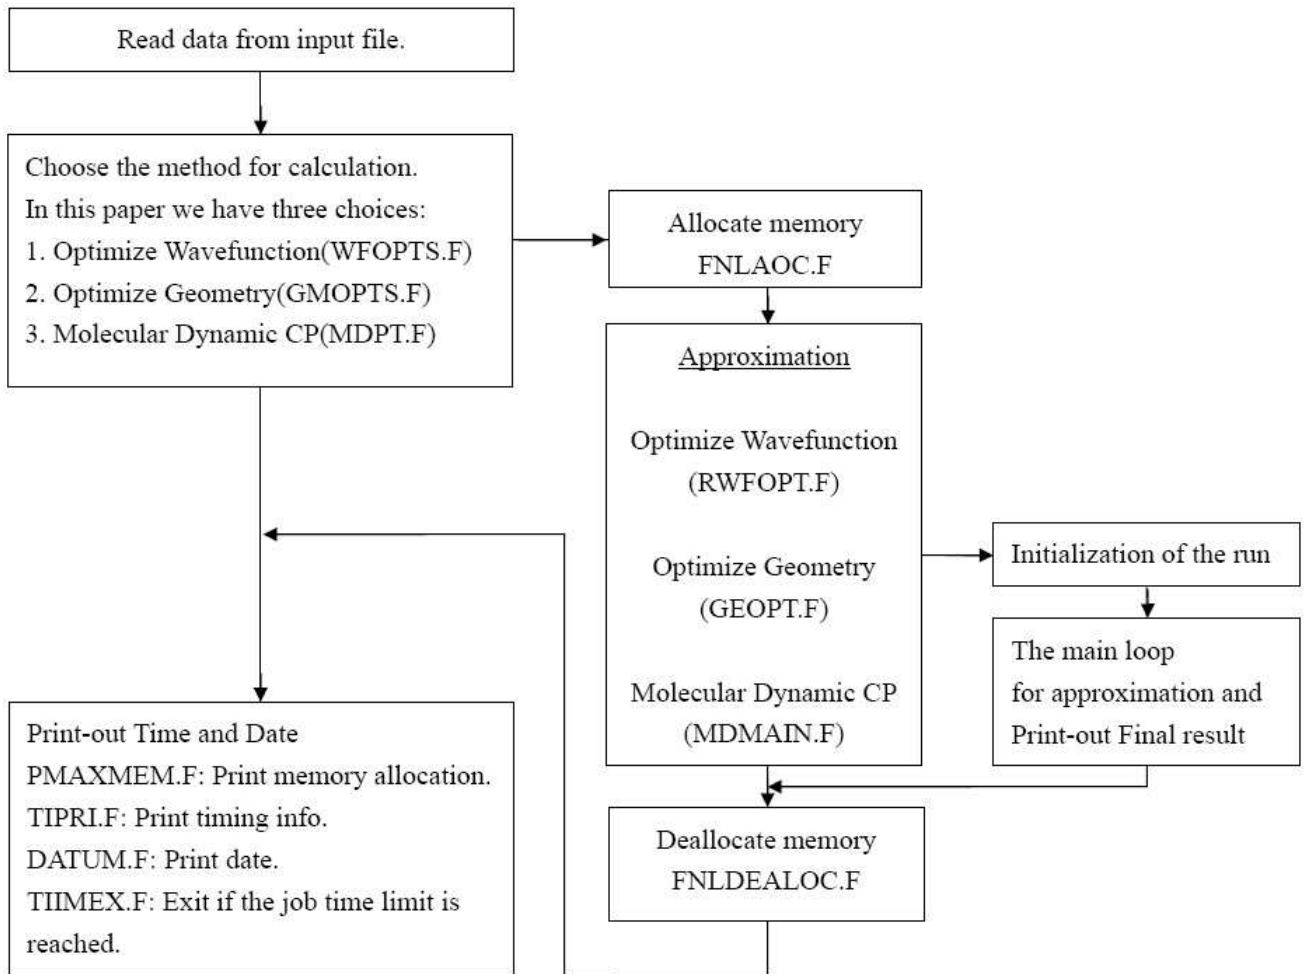 Read data from input file.
Choose the method for calculation.
In this paper we have three choices:
1. Optimize Wavefunction(WFOPTS.F)
2. Optimize Geometry(GMOPTS.F)
3. Molecular Dynamic CP(MDPT.F)
Allocate memory
FNLAOC.F
Approximation
Optimize Wavefunction
(RWFOPT.F)
Optimize Geometry
(GEOPT.F)
Molecular Dynamic CP
(MDMAIN.F)
Initialization of the run
The main loop
for approximation and
Print-out Final result
Deallocate memory
FNLDEALOC.F
Print-out Time and Date
PMAXMEM.F: Print memory allocation.
TIPRI.F: Print timing info.
DATUM.F: Print date.
TIIMEX.F: Exit if the job time limit is
reached.